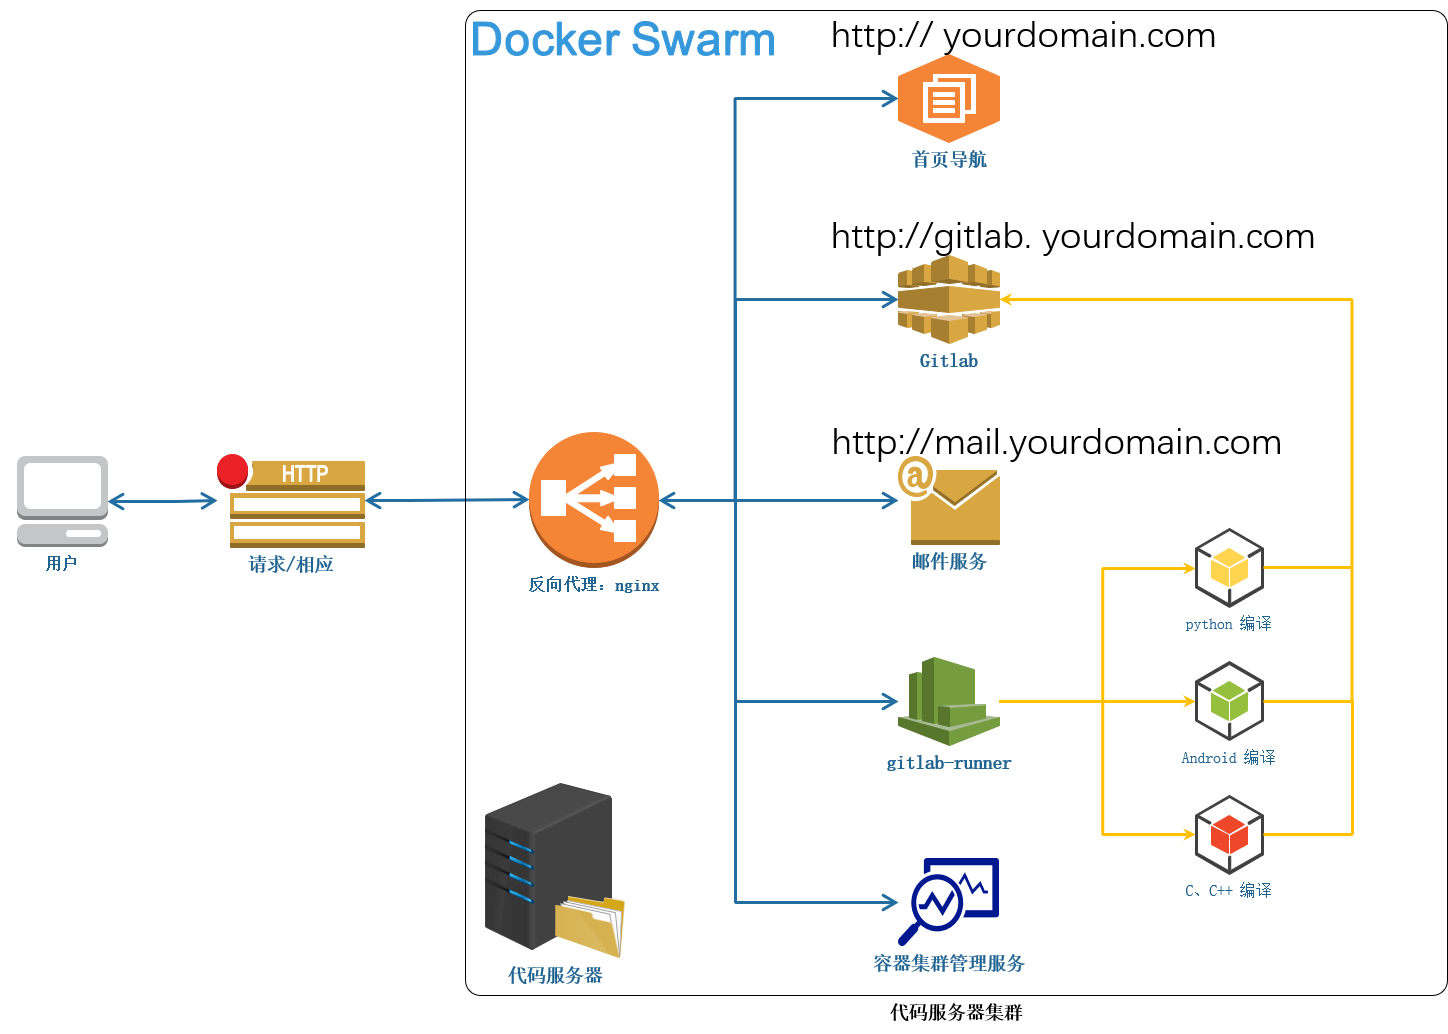 Docker Swarm
http:// yourdomain.com
首页导航
http://gitlab. yourdomain.com
Gitlab
http://mail.yourdomain.com
@
邮件服务
HTTP
用户
请求/相应
反向代理：nginx
python 编译
gitlab-runner
Android 编译
C、C++ 编译
代码服务器
容器集群管理服务
代码服务器集群